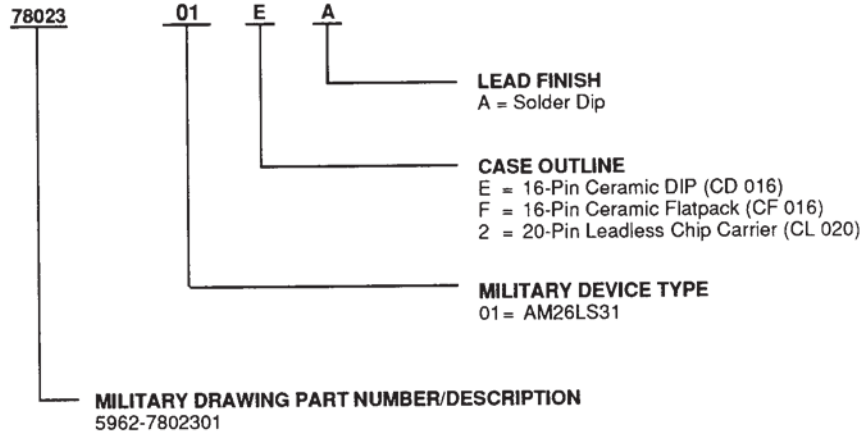 78023 01 E A
LEAD FINISH
A = Solder Dip
CASE OUTLINE
E = 16-Pin Ceramic DIP (CD 016)
F = 16-Pin Ceramic Flatpack (CF 016)
2 = 20-Pin Leadless Chip Carrier (CL 020)
MILITARY DEVICE TYPE
01 = AM26LS31
MILITARY DRAWING PART NUMBER/DESCRIPTION
5962-7802301